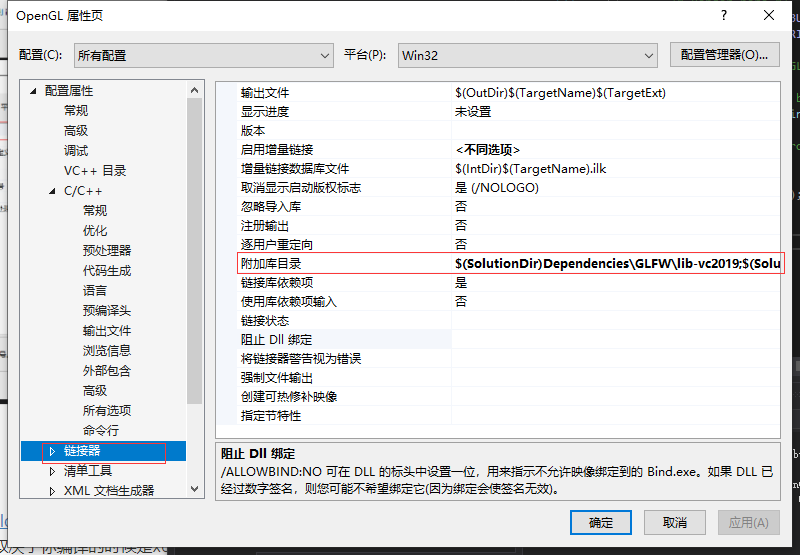 OpenGL 属性页
配置(C): 所有配置 平台(P): Win32 配置管理器(O)...
配置属性
常规
高级
调试
VC++ 目录
C/C++
常规
优化
预处理器
代码生成
语言
预编译头
输出文件
浏览信息
外部包含
高级
所有选项
命令行
链接器
清单工具
XML 文档生成器
输出文件 $(OutDir)$(TargetName)$(TargetExt)
显示进度 未设置
版本
启用增量链接 <不同选项>
增量链接数据库文件 $(IntDir)$(TargetName).ilk
取消显示启动版权标志 是 (/NOLOGO)
忽略导入库 否
注册输出 否
逐用户重定向 否
附加库目录 $(SolutionDir)Dependencies\GLFW\lib-vc2019;$(Solu
链接库依赖项 是
使用库依赖项输入 否
链接状态
阻止 Dll 绑定
将链接器警告视为错误
强制文件输出
创建可热修补映像
指定节特性
阻止 Dll 绑定
/ALLOWBIND:NO 可在 DLL 的标头中设置一位，用来指示不允许映像绑定到的 Bind.exe。如果 DLL 已
经过数字签名，则您可能不希望绑定它(因为绑定会使签名无效)。
确定 取消 应用(A)